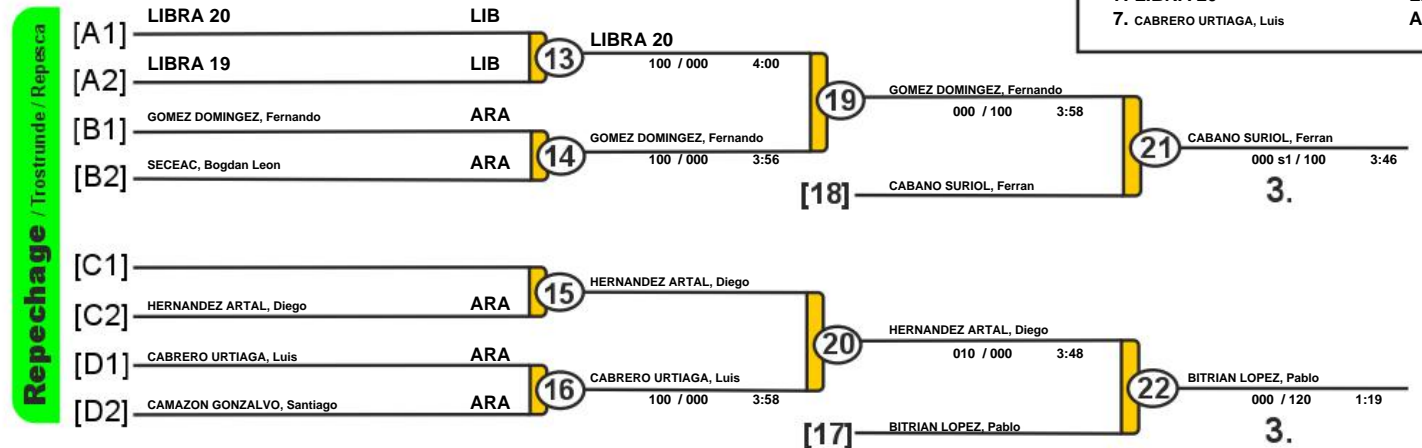 Repechage / Trostrunde / Repesca
7. CABRERO URTIAGA, Luis A
[A1] LIBRA 20 LIB
[A2] LIBRA 19 LIB
13
LIBRA 20
100 / 000 4:00
[B1] GOMEZ DOMINGEZ, Fernando ARA
[B2] SECEAC, Bogdan Leon ARA
14
GOMEZ DOMINGEZ, Fernando
100 / 000 3:56
19
GOMEZ DOMINGEZ, Fernando
000 / 100 3:58
[18] CABANO SURIOL, Ferran
21
CABANO SURIOL, Ferran
000 s1 / 100 3:46
3.
[C1]
[C2] HERNANDEZ ARTAL, Diego ARA
15
HERNANDEZ ARTAL, Diego
[D1] CABRERO URTIAGA, Luis ARA
[D2] CAMAZON GONZALVO, Santiago ARA
16
CABRERO URTIAGA, Luis
100 / 000 3:58
20
HERNANDEZ ARTAL, Diego
010 / 000 3:48
[17] BITRIAN LOPEZ, Pablo
22
BITRIAN LOPEZ, Pablo
000 / 120 1:19
3.